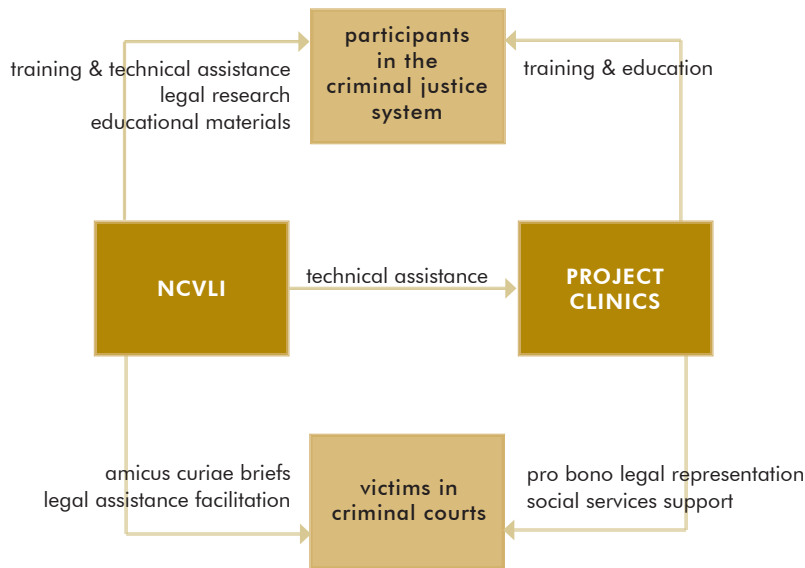 participants
in the
criminal justice
system
training & technical assistance
legal research
educational materials
training & education
NCVLI
technical assistance
PROJECT
CLINICS
amicus curiae briefs
legal assistance facilitation
victims in
criminal courts
pro bono legal representation
social services support